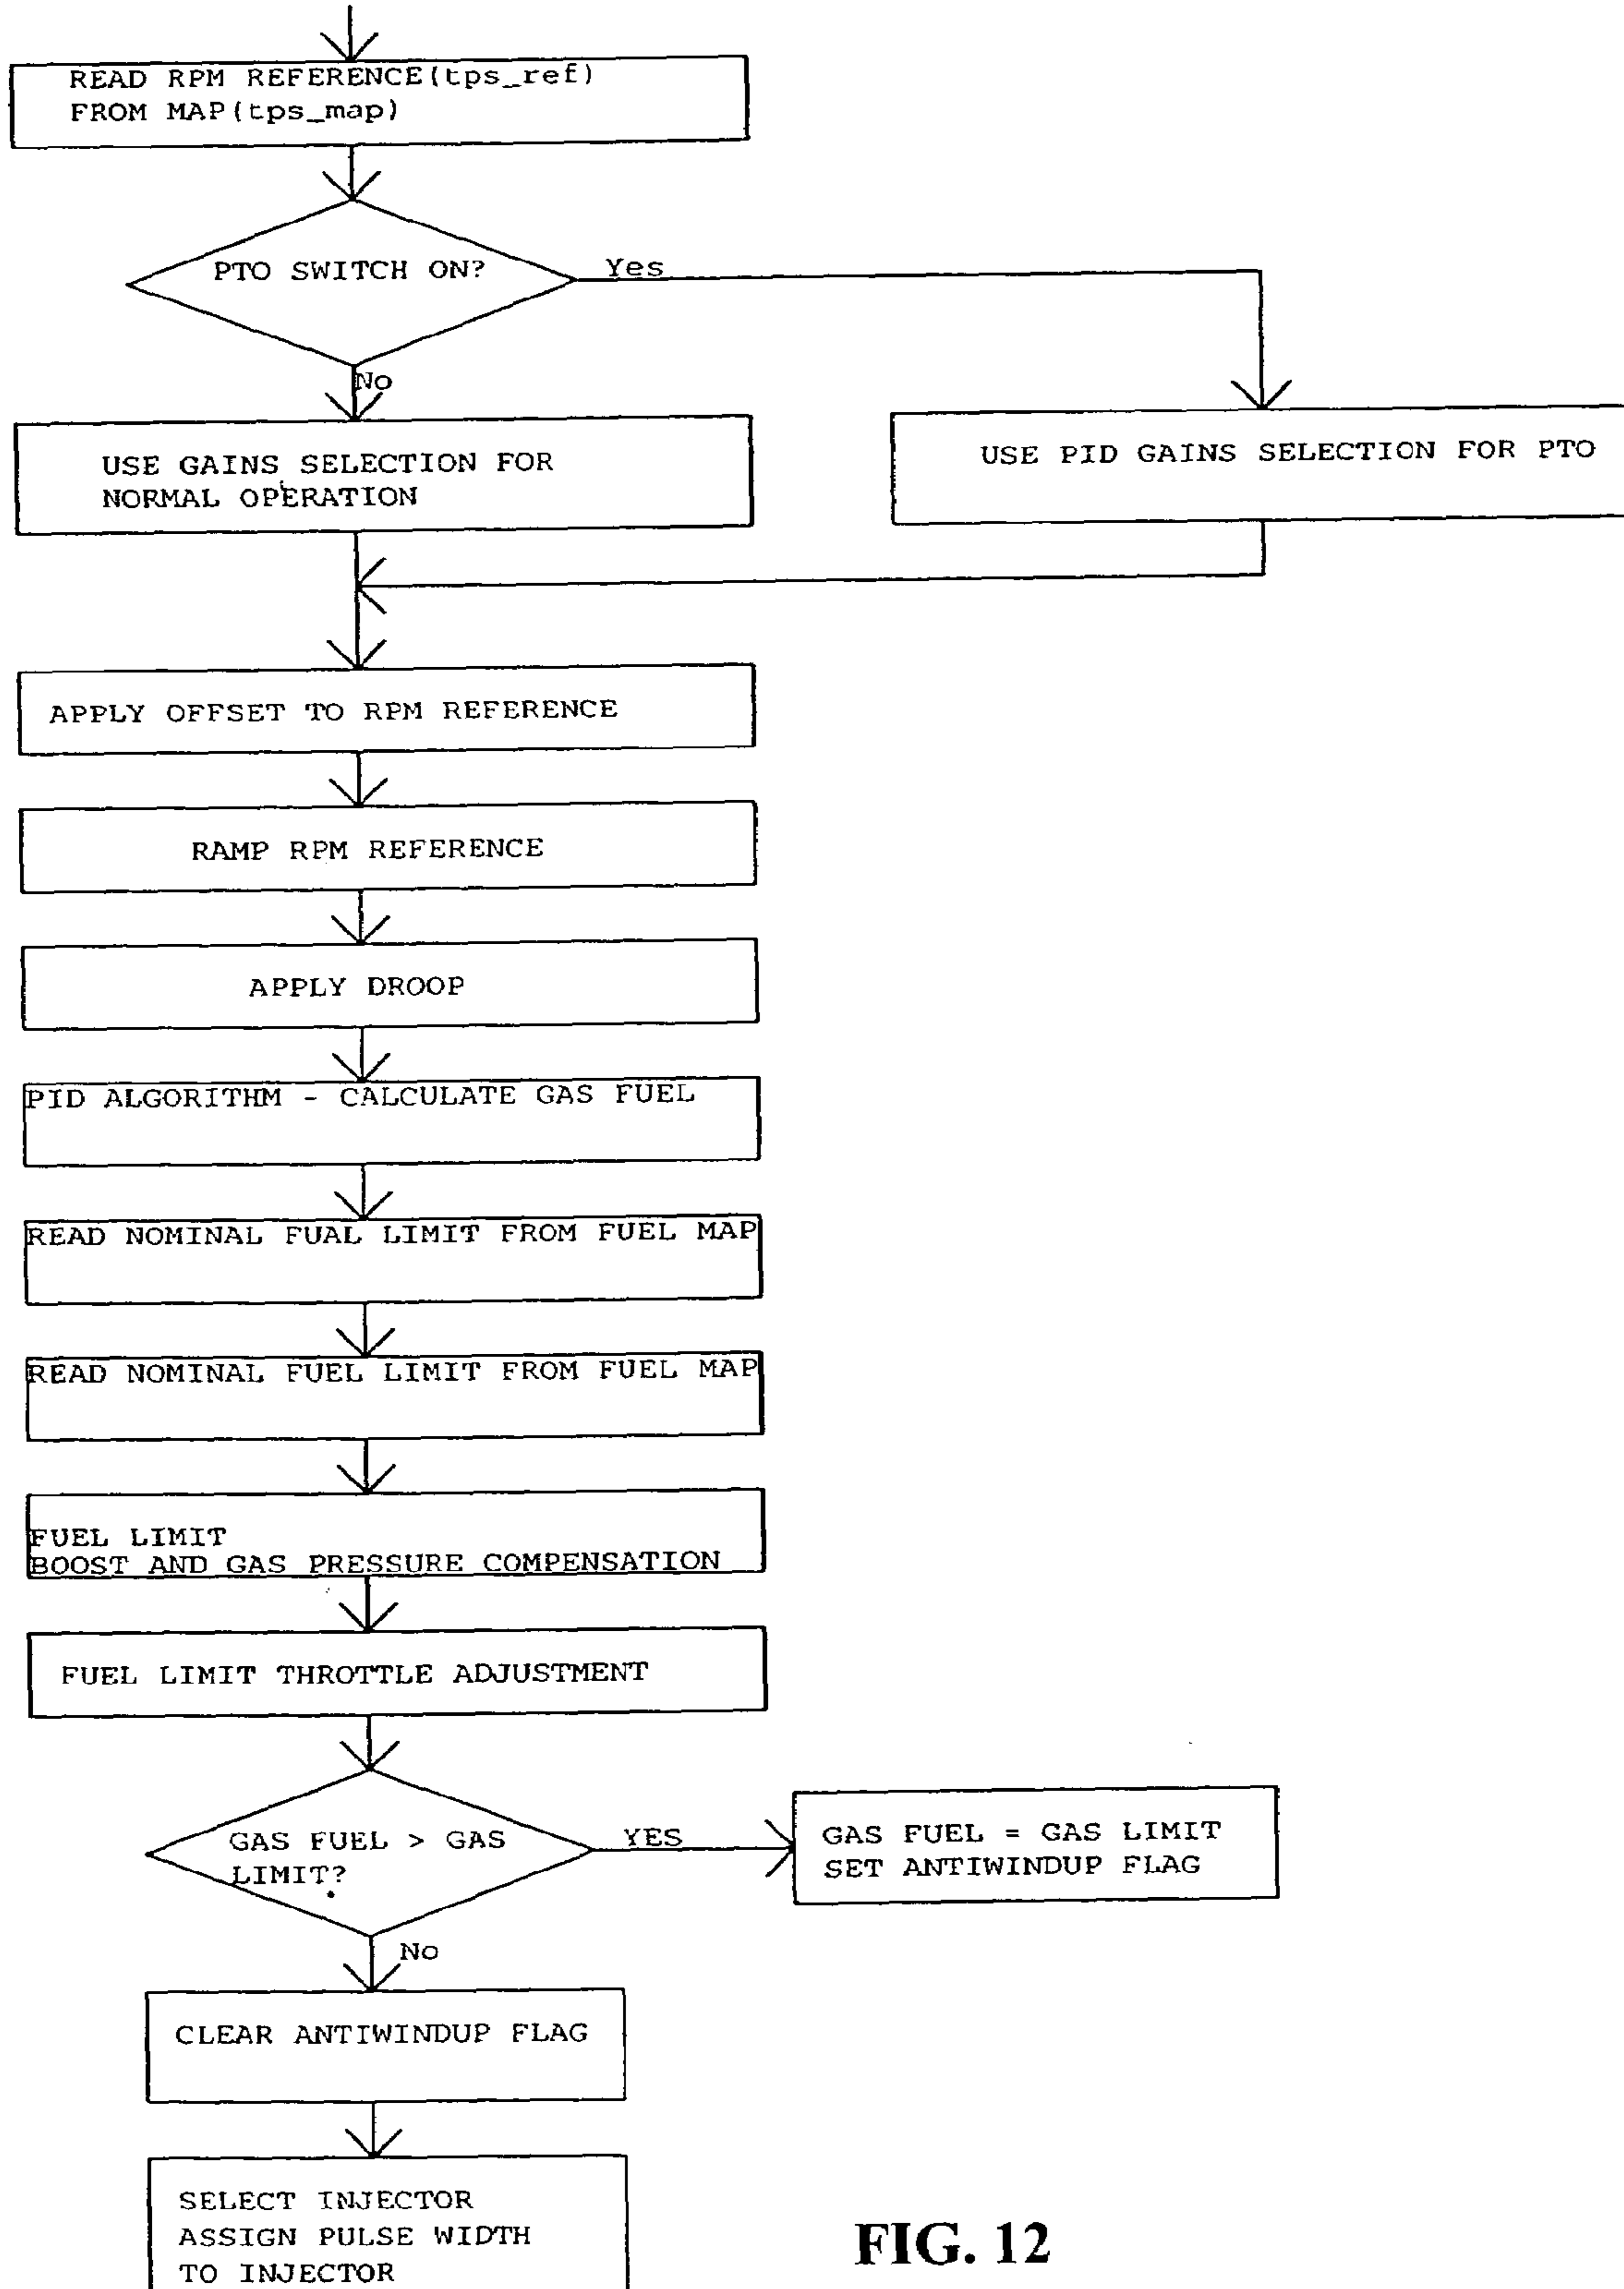 READ RPM REFERENCE(tps_ref)
FROM MAP(tps_map)
PTO SWITCH ON?
Yes
No
USE GAINS SELECTION FOR
NORMAL OPERATION
USE PID GAINS SELECTION FOR PTO
APPLY OFFSET TO RPM REFERENCE
RAMP RPM REFERENCE
APPLY DROOP
PID ALGORITHM - CALCULATE GAS FUEL
READ NOMINAL FUAL LIMIT FROM FUEL MAP
READ NOMINAL FUEL LIMIT FROM FUEL MAP
FUEL LIMIT
BOOST AND GAS PRESSURE COMPENSATION
FUEL LIMIT THROTTLE ADJUSTMENT
GAS FUEL > GAS
LIMIT?
YES
GAS FUEL = GAS LIMIT
SET ANTIWINDUP FLAG
No
CLEAR ANTIWINDUP FLAG
SELECT INJECTOR
ASSIGN PULSE WIDTH
TO INJECTOR
FIG. 12